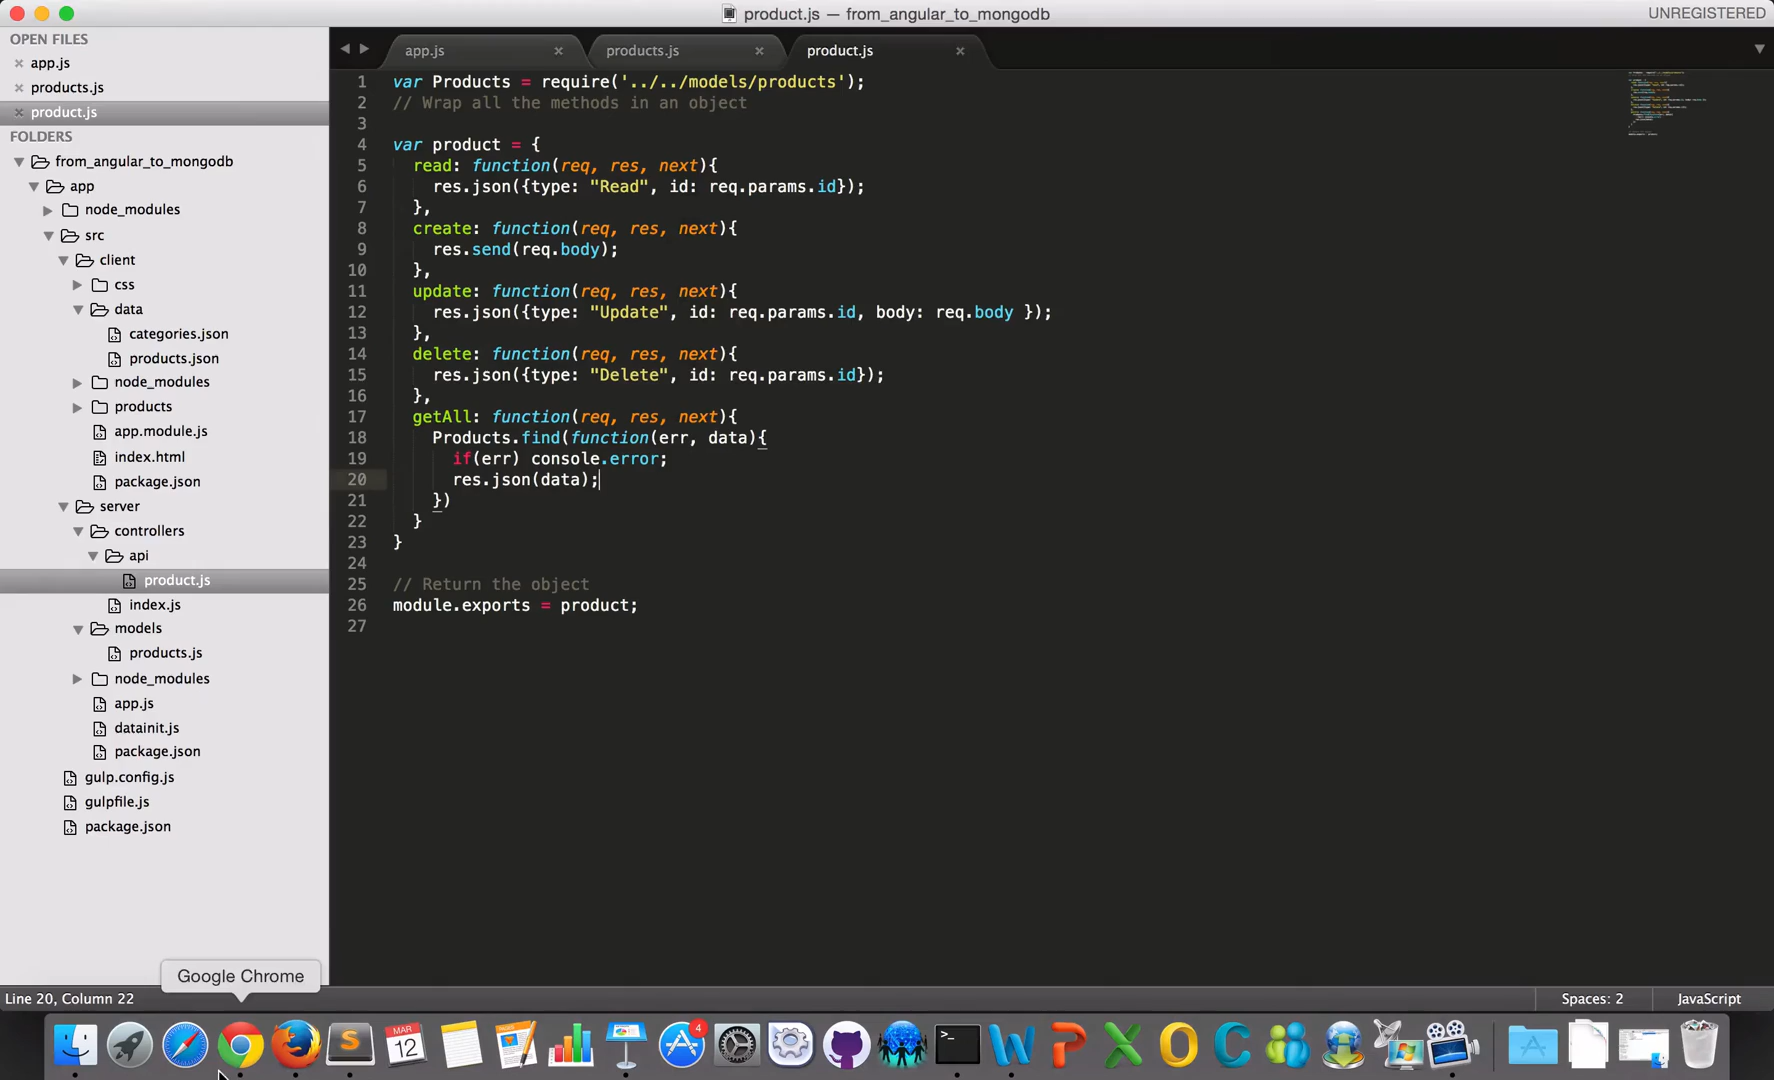 product.js — from_angular_to_mongodb
UNREGISTERED
OPEN FILES
app.js
products.js
product.js
FOLDERS
from_angular_to_mongodb
app
node_modules
src
client
css
data
categories.json
products.json
node_modules
products
app.module.js
index.html
package.json
server
controllers
api
product.js
index.js
models
products.js
node_modules
app.js
datainit.js
package.json
gulp.config.js
gulpfile.js
package.json
app.js
products.js
product.js
1 var Products = require('../../models/products');
2 // Wrap all the methods in an object
3
4 var product = {
5 read: function(req, res, next){
6 res.json({type: "Read", id: req.params.id});
7 },
8 create: function(req, res, next){
9 res.send(req.body);
10 },
11 update: function(req, res, next){
12 res.json({type: "Update", id: req.params.id, body: req.body });
13 },
14 delete: function(req, res, next){
15 res.json({type: "Delete", id: req.params.id});
16 },
17 getAll: function(req, res, next){
18 Products.find(function(err, data){
19 if(err) console.error;
20 res.json(data);
21 })
22 }
23 }
24
25 // Return the object
26 module.exports = product;
27
Google Chrome
Line 20, Column 22
Spaces: 2
JavaScript
MAR
12
4